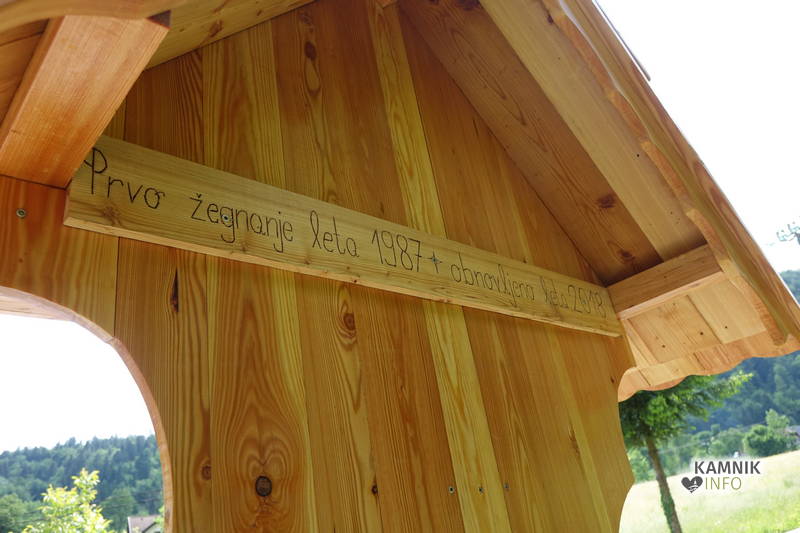 Prvo žegnanje leta 1987 + obnovljeno leta 2018
KAMNIK
INFO